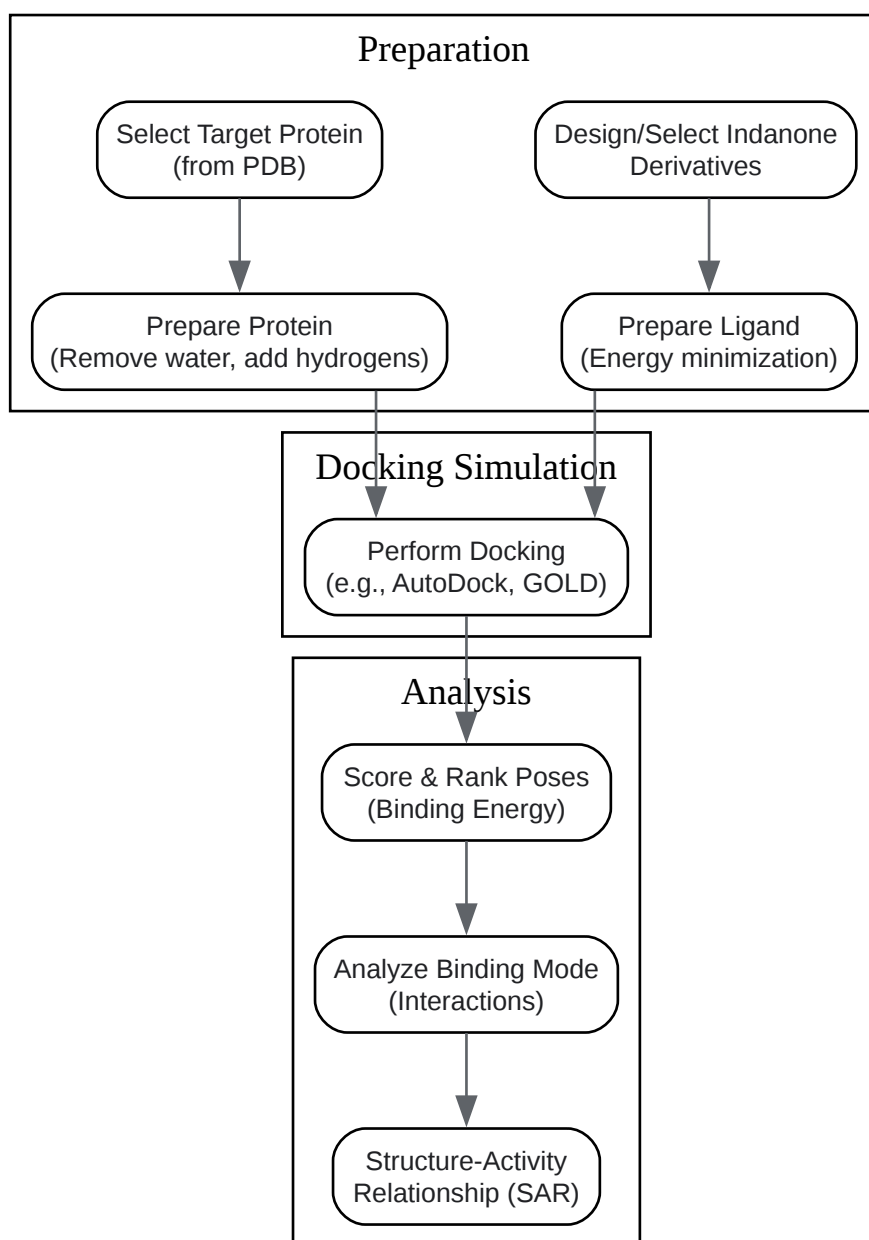 Preparation
Select Target Protein
(from PDB)
Design/Select Indanone
Derivatives
Prepare Protein
(Remove water, add hydrogens)
Prepare Ligand
(Energy minimization)
Docking Simulation
Perform Docking
(e.g., AutoDock, GOLD)
Analysis
Score & Rank Poses
(Binding Energy)
Analyze Binding Mode
(Interactions)
Structure-Activity
Relationship (SAR)